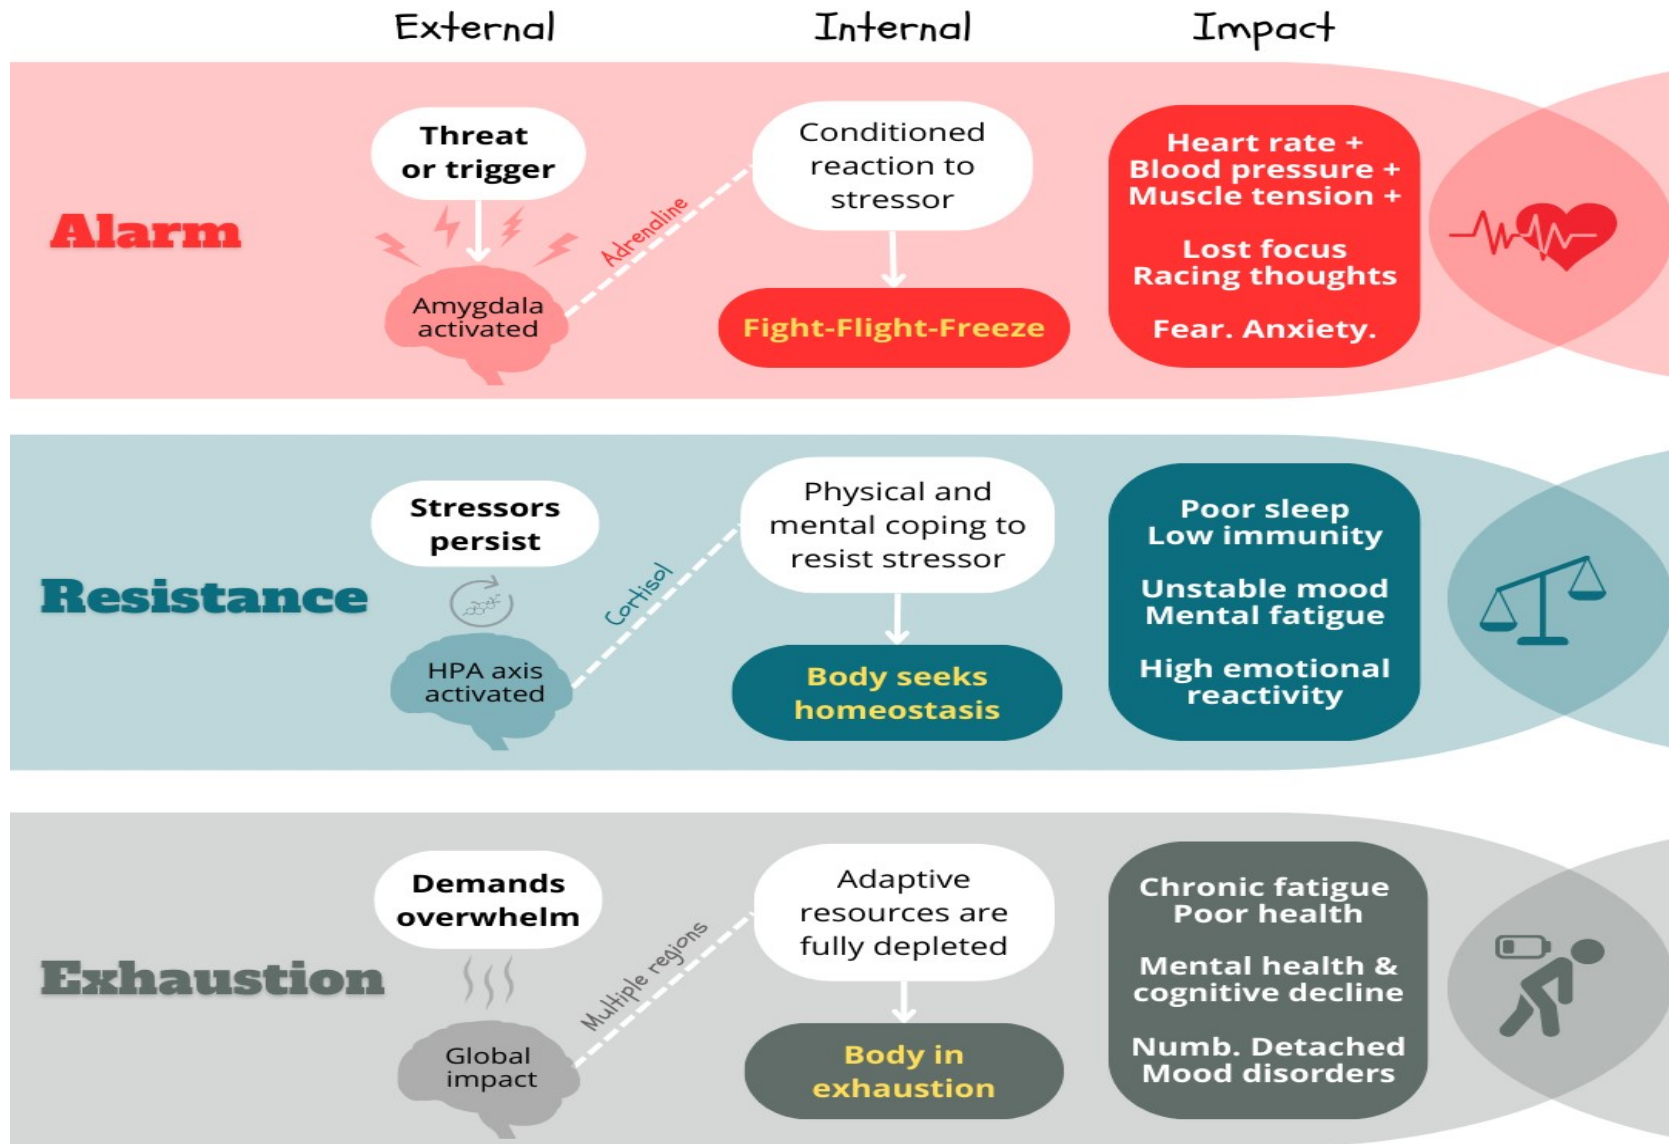 External
Internal
Impact
Alarm
Threat
or trigger
Amygdala
activated
Adrenaline
Conditioned
reaction to
stressor
Fight-Flight-Freeze
Heart rate +
Blood pressure +
Muscle tension +
Lost focus
Racing thoughts
Fear. Anxiety.
Resistance
Stressors
persist
HPA axis
activated
Cortisol
Physical and
mental coping to
resist stressor
Body seeks
homeostasis
Poor sleep
Low immunity
Unstable mood
Mental fatigue
High emotional
reactivity
Exhaustion
Demands
overwhelm
Global
impact
Multiple regions
Adaptive
resources are
fully depleted
Body in
exhaustion
Chronic fatigue
Poor health
Mental health &
cognitive decline
Numb. Detached
Mood disorders